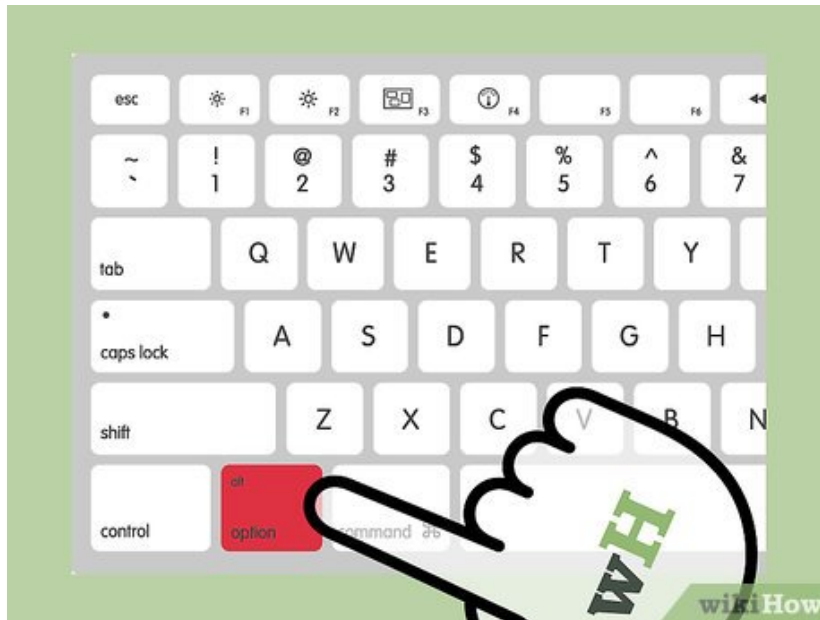 esc F1 F2 F3 F4 F5 F6
~ ! @ # $ % ^ &
` 1 2 3 4 5 6 7
tab Q W E R T Y
caps lock A S D F G H
shift Z X C V B N
alt
control option command ⌘
wH
wikiHow